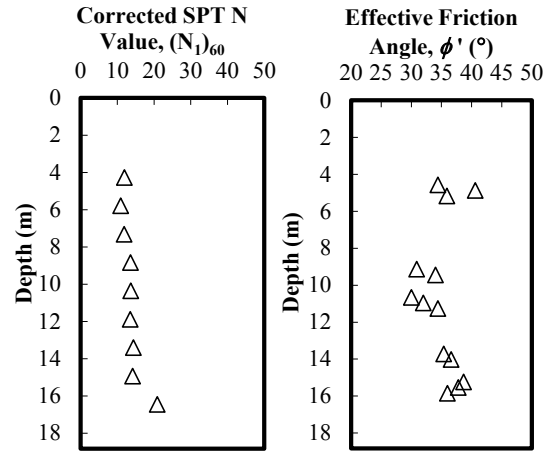 Corrected SPT N
Value, (N₁)₆₀
0 10 20 30 40 50
0
2
4
6
8
10
12
14
16
18
Depth (m)
Effective Friction
Angle, ϕ' (°)
20 25 30 35 40 45 50
0
2
4
6
8
10
12
14
16
18
Depth (m)